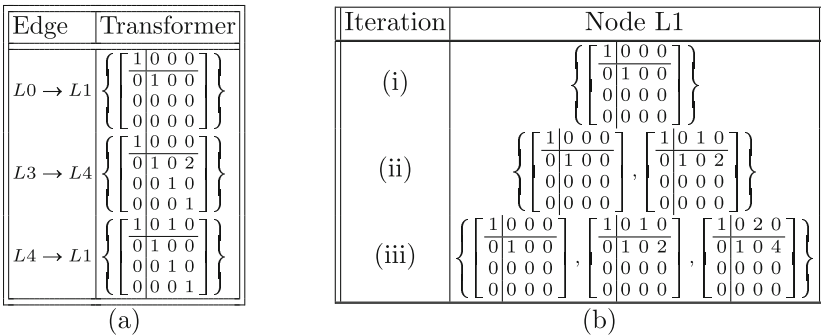 Edge Transformer
L0 → L1 { [ 1 0 0 0
0 1 0 0
0 0 0 0
0 0 0 0 ] }
L3 → L4 { [ 1 0 0 0
0 1 0 2
0 0 1 0
0 0 0 1 ] }
L4 → L1 { [ 1 0 1 0
0 1 0 0
0 0 1 0
0 0 0 1 ] }
(a)
Iteration Node L1
(i) { [ 1 0 0 0
0 1 0 0
0 0 0 0
0 0 0 0 ] }
(ii) { [ 1 0 0 0 , 1 0 1 0
0 1 0 0 0 1 0 2
0 0 0 0 0 0 0 0
0 0 0 0 0 0 0 0 ] }
(iii) { [ 1 0 0 0 , 1 0 1 0 , 1 0 2 0
0 1 0 0 0 1 0 2 0 1 0 4
0 0 0 0 0 0 0 0 0 0 0 0
0 0 0 0 0 0 0 0 0 0 0 0 ] }
(b)